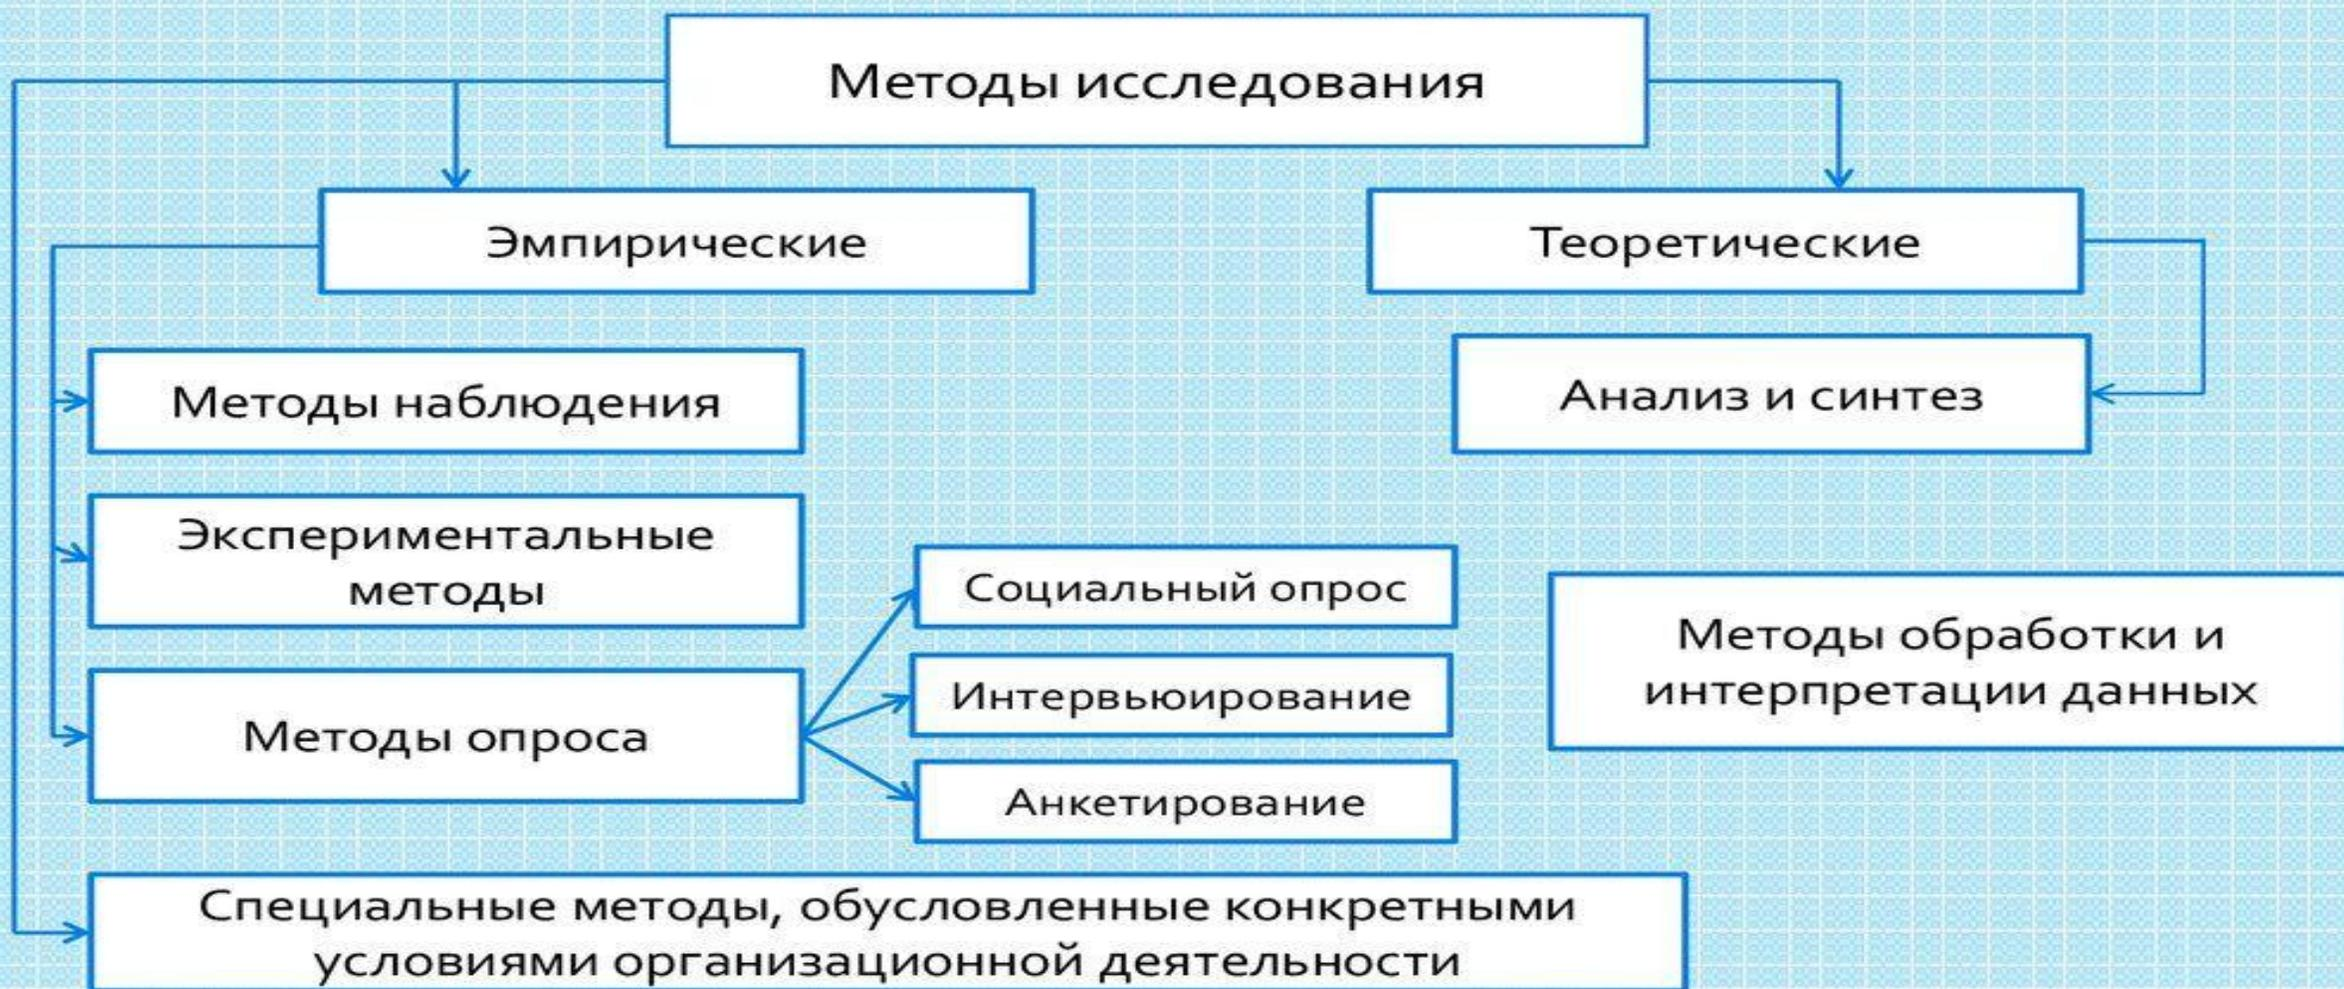 Методы исследования
Эмпирические
Теоретические
Методы наблюдения
Анализ и синтез
Экспериментальные
методы
Социальный опрос
Методы обработки и
интерпретации данных
Интервьюирование
Методы опроса
Анкетирование
Специальные методы, обусловленные конкретными
условиями организационной деятельности